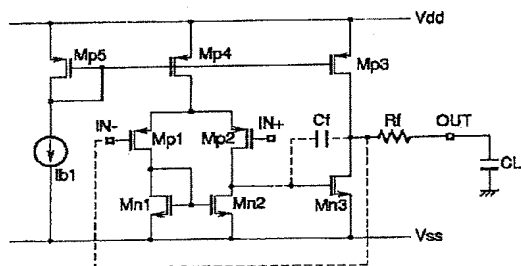 Vdd
Mp5
Mp4
Mp3
IN-
Mp1
Mp2
IN+
Cf
Rf
OUT
CL
Ib1
Mn1
Mn2
Mn3
Vss